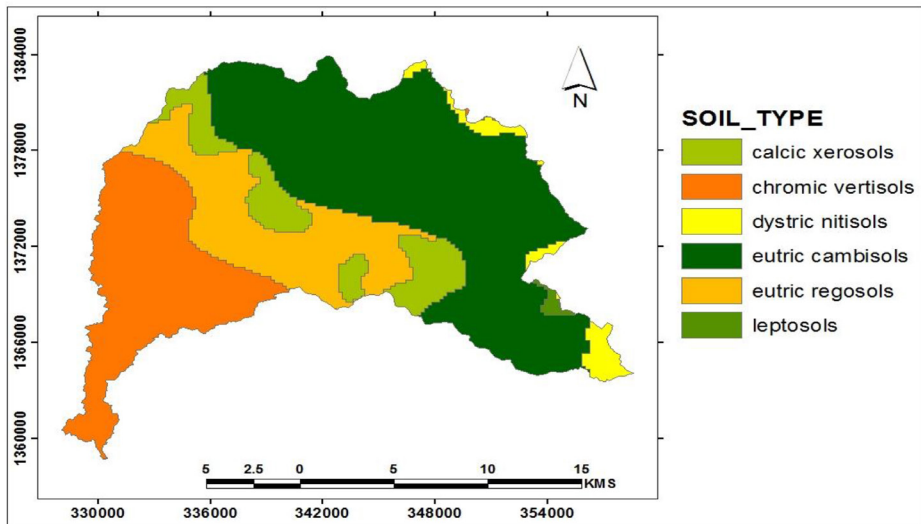 1384000
1378000
1372000
1366000
1360000
N
5 2.5 0 5 10 15
KMS
330000 336000 342000 348000 354000
SOIL_TYPE
calcic xerosols
chromic vertisols
dystric nitisols
eutric cambisols
eutric regosols
leptosols